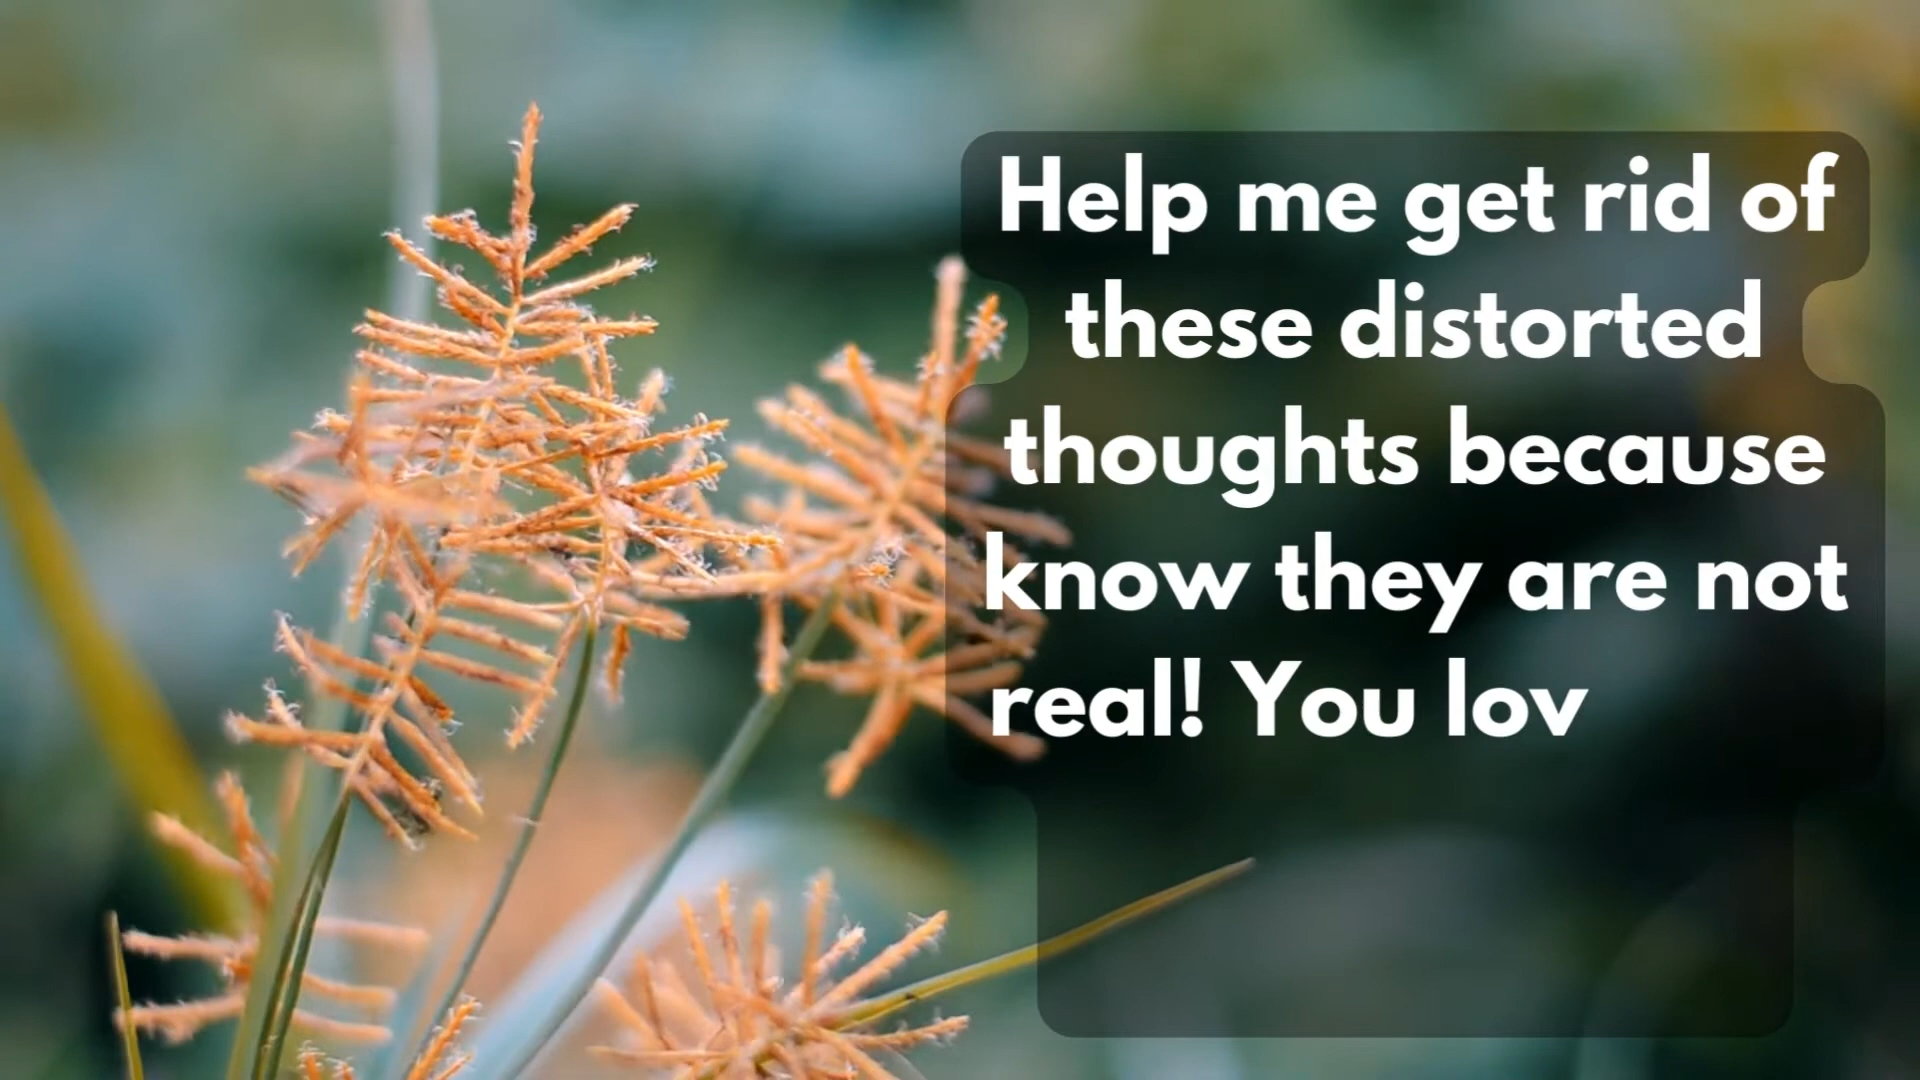 Help me get rid of
these distorted
thoughts because
know they are not
real! You lov